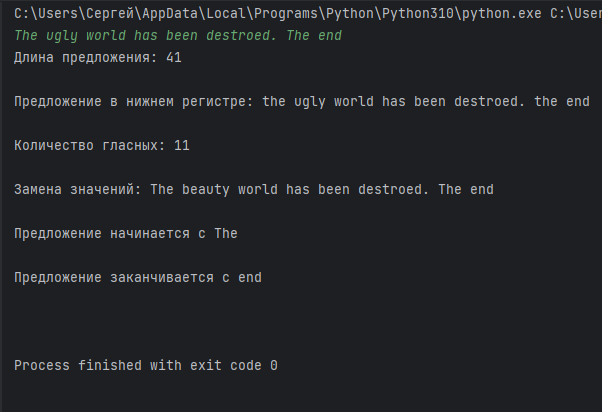 C:\Users\Сергей\AppData\Local\Programs\Python\Python310\python.exe C:\User
The ugly world has been destroed. The end
Длина предложения: 41
Предложение в нижнем регистре: the ugly world has been destroed. the end
Количество гласных: 11
Замена значений: The beauty world has been destroed. The end
Предложение начинается с The
Предложение заканчивается с end
Process finished with exit code 0